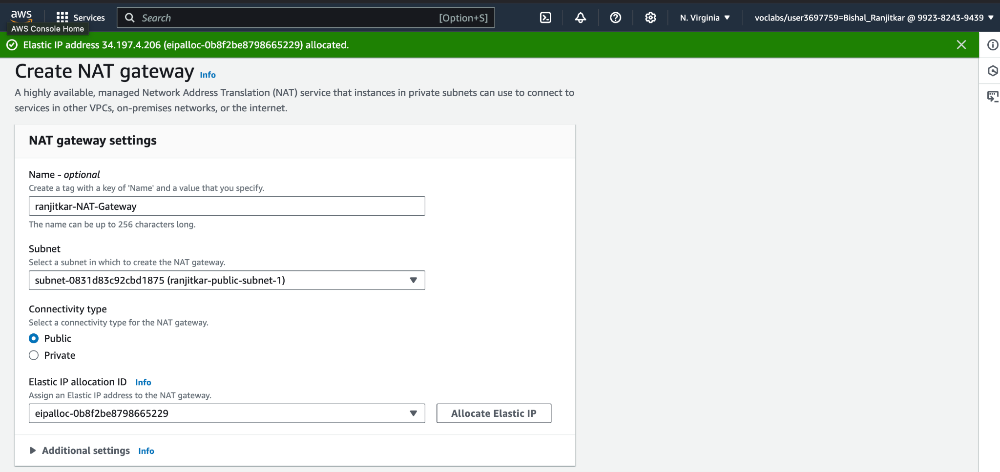 aws
Services
Search
[Option+S]
N. Virginia
voclabs/user3697759=Bishal_Ranjitkar @ 9923-8243-9439
AWS Console Home
Elastic IP address 34.197.4.206 (eipalloc-0b8f2be8798665229) allocated.
Create NAT gateway Info
A highly available, managed Network Address Translation (NAT) service that instances in private subnets can use to connect to
services in other VPCs, on-premises networks, or the internet.
NAT gateway settings
Name - optional
Create a tag with a key of 'Name' and a value that you specify.
ranjitkar-NAT-Gateway
The name can be up to 256 characters long.
Subnet
Select a subnet in which to create the NAT gateway.
subnet-0831d83c92cbd1875 (ranjitkar-public-subnet-1)
Connectivity type
Select a connectivity type for the NAT gateway.
Public
Private
Elastic IP allocation ID Info
Assign an Elastic IP address to the NAT gateway.
eipalloc-0b8f2be8798665229
Allocate Elastic IP
Additional settings Info